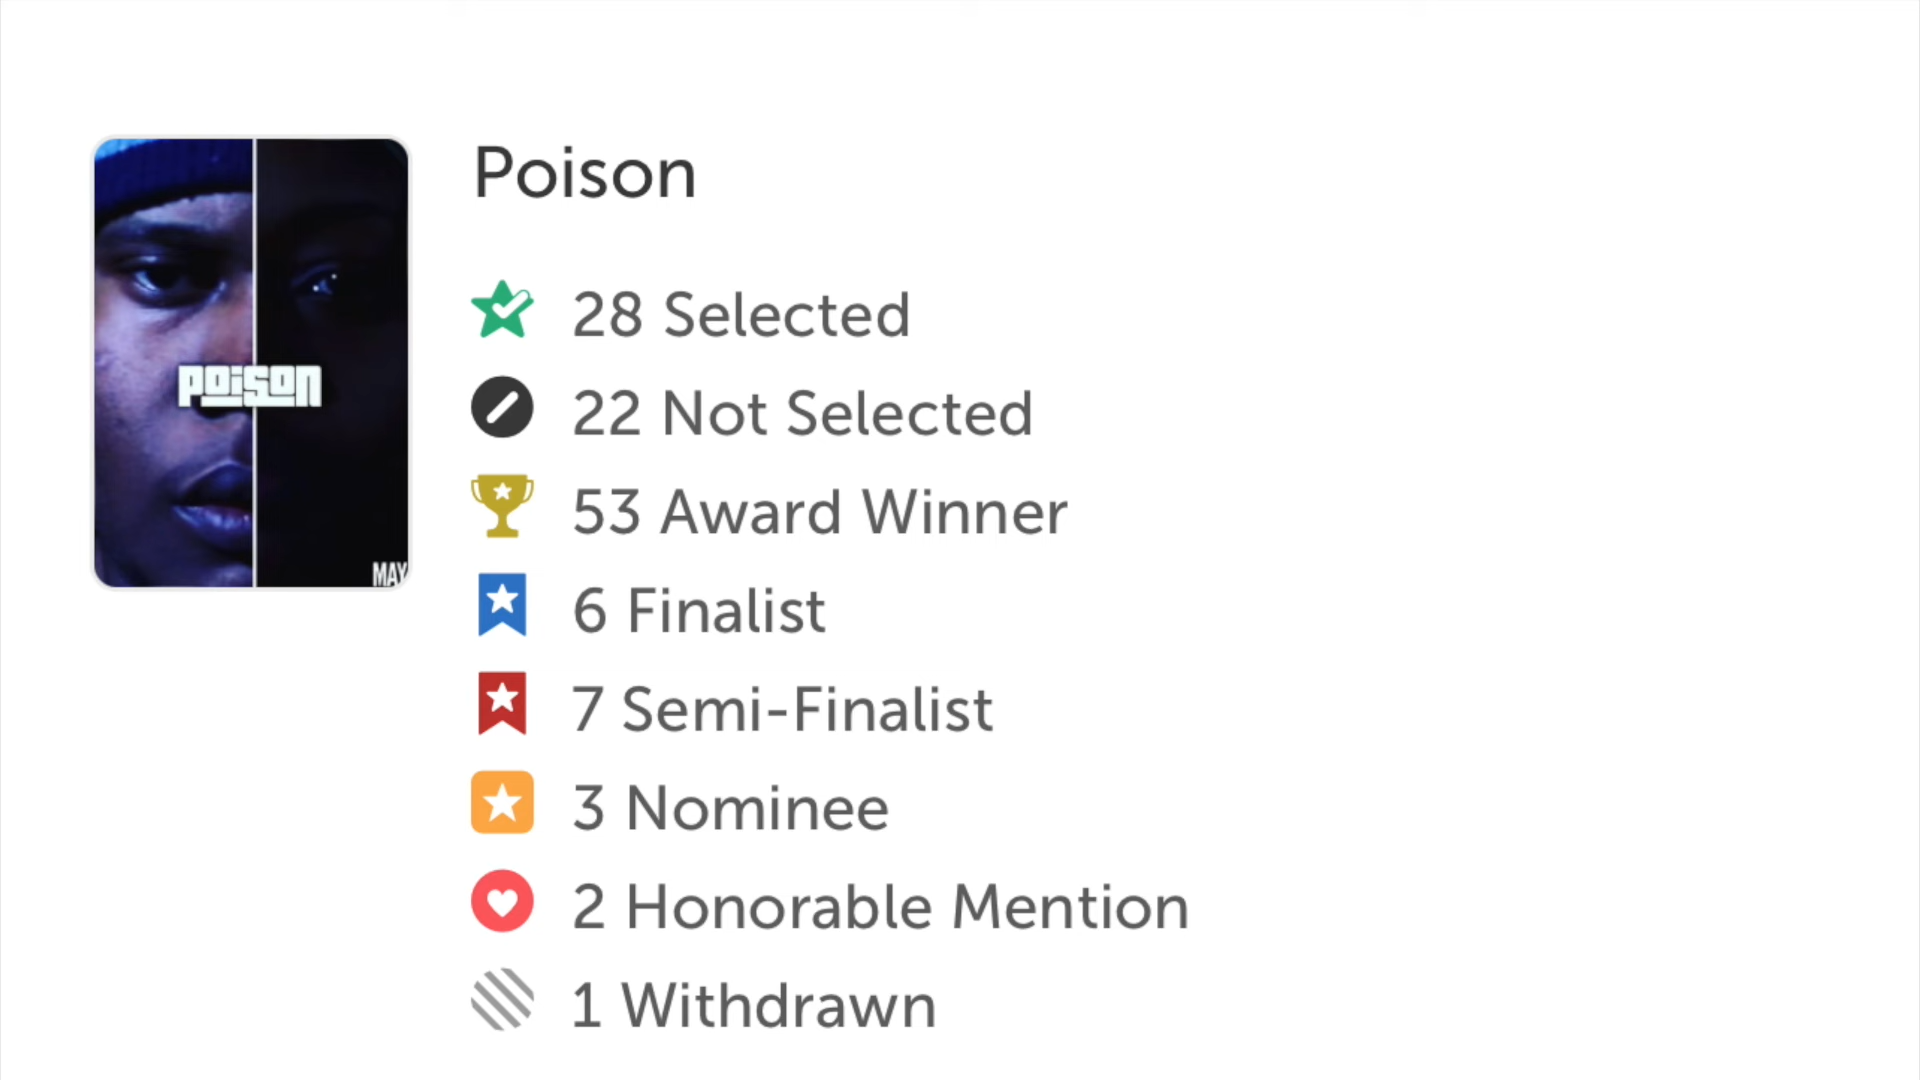 Poison
poison
MAY
28 Selected
22 Not Selected
53 Award Winner
6 Finalist
7 Semi-Finalist
3 Nominee
2 Honorable Mention
1 Withdrawn